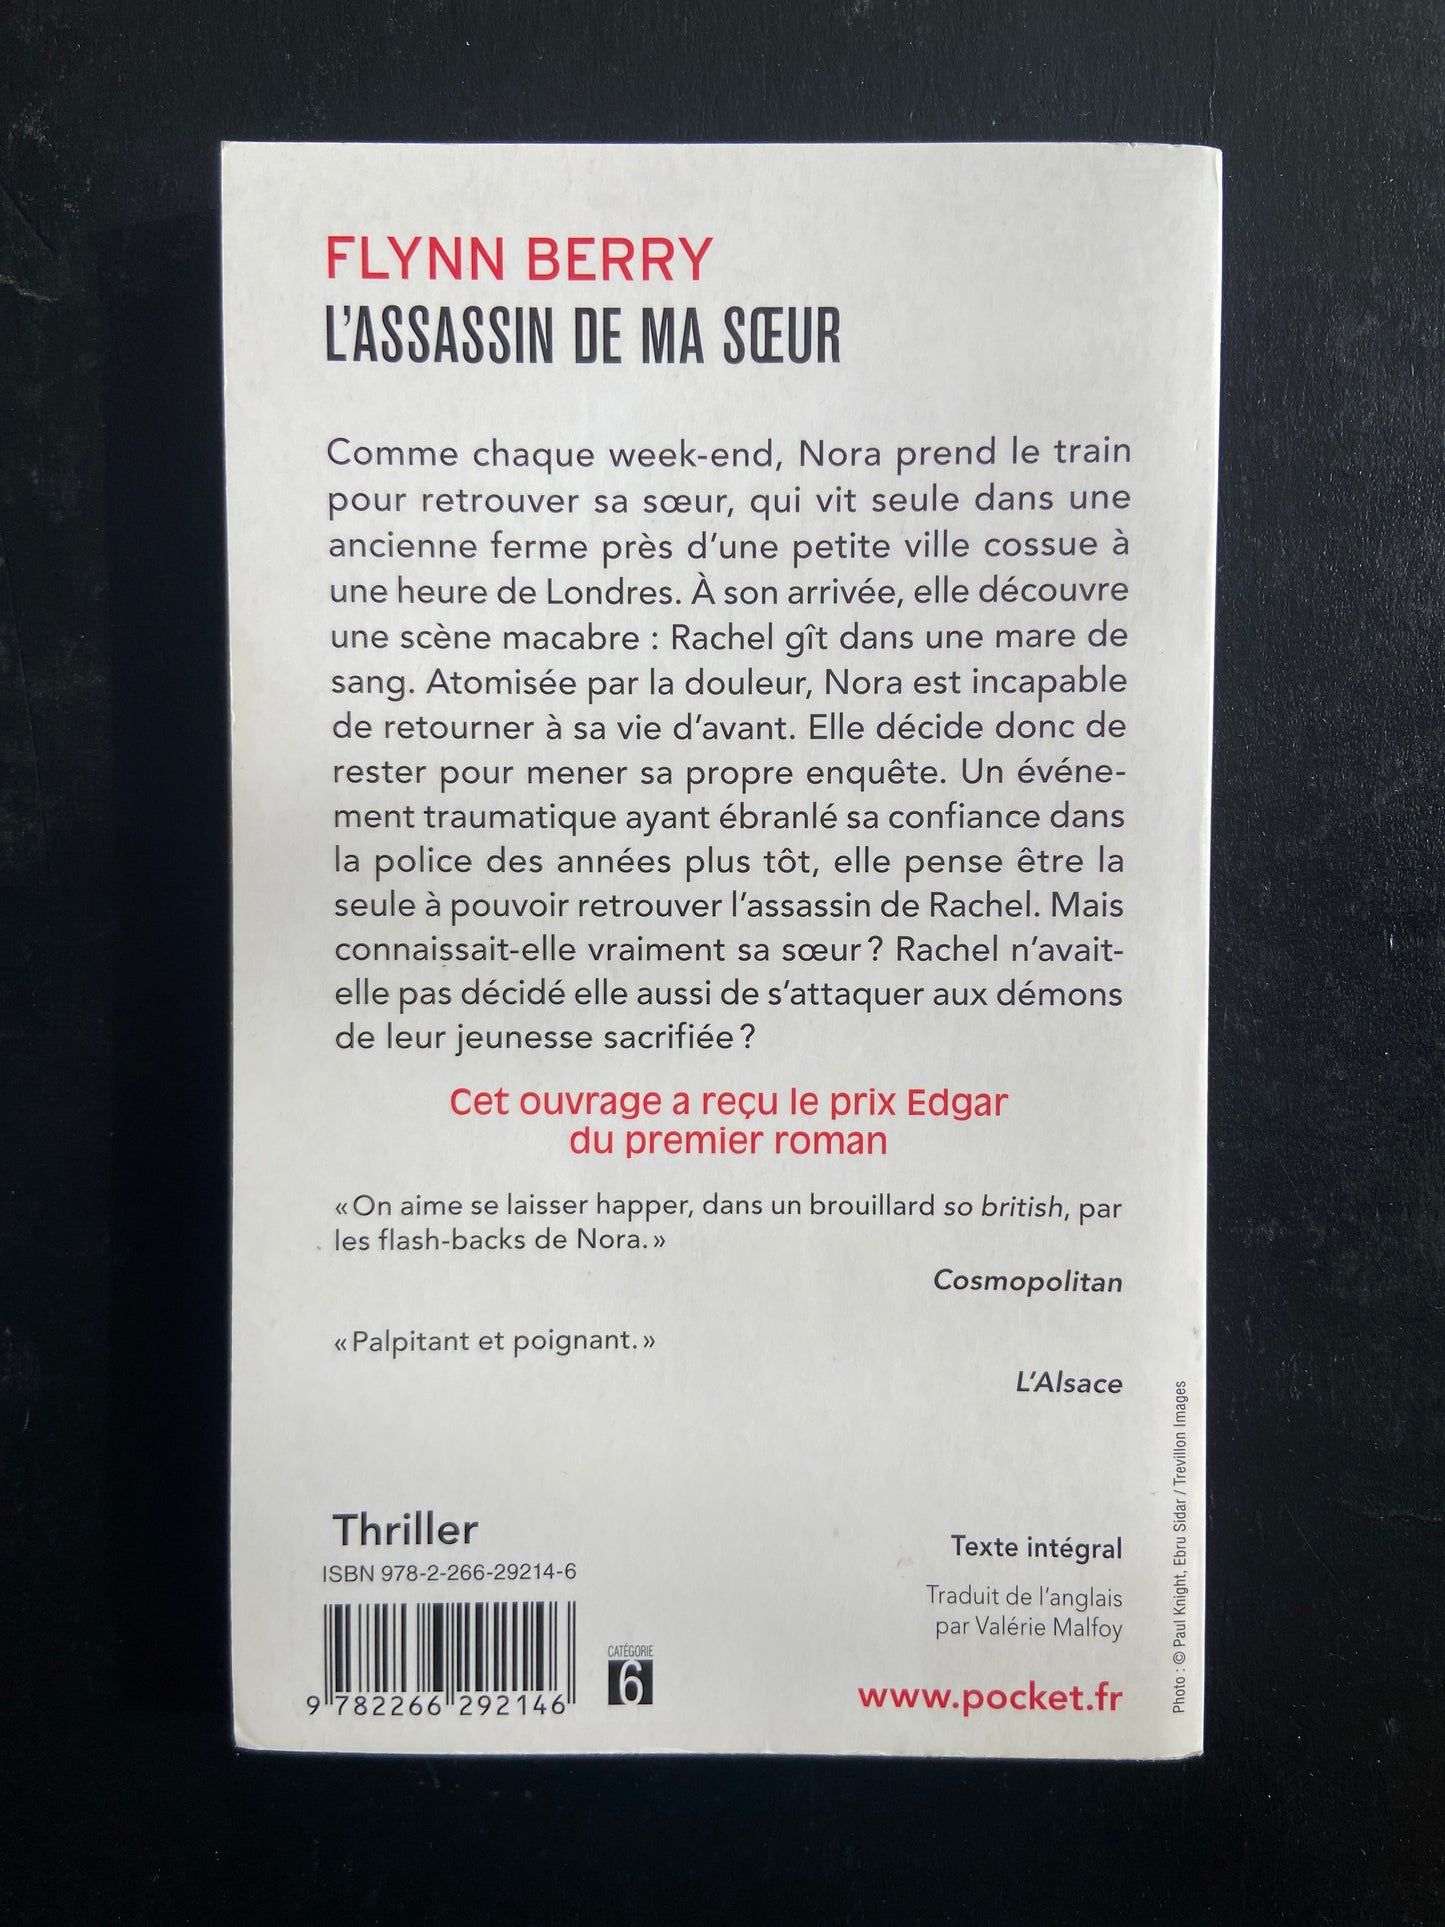 FLYNN BERRY
L'ASSASSIN DE MA SŒUR
Comme chaque week-end, Nora prend le train
pour retrouver sa sœur, qui vit seule dans une
ancienne ferme près d'une petite ville cossue à
une heure de Londres. À son arrivée, elle découvre
une scène macabre : Rachel gît dans une mare de
sang. Atomisée par la douleur, Nora est incapable
de retourner à sa vie d'avant. Elle décide donc de
rester pour mener sa propre enquête. Un événe-
ment traumatique ayant ébranlé sa confiance dans
la police des années plus tôt, elle pense être la
seule à pouvoir retrouver l'assassin de Rachel. Mais
connaissait-elle vraiment sa sœur ? Rachel n'avait-
elle pas décidé elle aussi de s'attaquer aux démons
de leur jeunesse sacrifiée ?
Cet ouvrage a reçu le prix Edgar
du premier roman
« On aime se laisser happer, dans un brouillard so british, par
les flash-backs de Nora. »
Cosmopolitan
« Palpitant et poignant. »
L'Alsace
Thriller
ISBN 978-2-266-29214-6
9 782266 292146
CATÉGORIE
6
Texte intégral
Traduit de l'anglais
par Valérie Malfoy
www.pocket.fr
Photo : © Paul Knight, Ebru Sidar / Trevillon Images